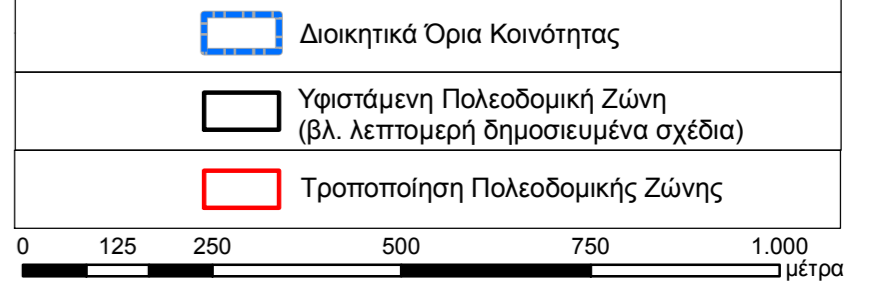 Διοικητικά Όρια Κοινότητας
Υφιστάμενη Πολεοδομική Ζώνη
(βλ. λεπτομερή δημοσιευμένα σχέδια)
Τροποποίηση Πολεοδομικής Ζώνης
0 125 250 500 750 1.000
μέτρα